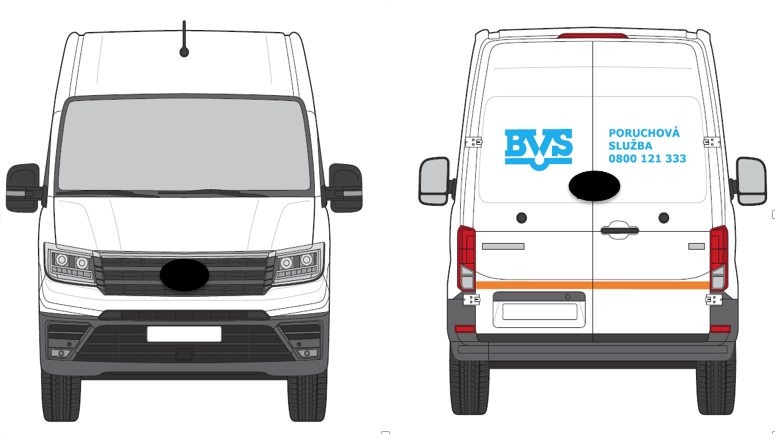 BVS
PORUCHOVÁ
SLUŽBA
0800 121 333